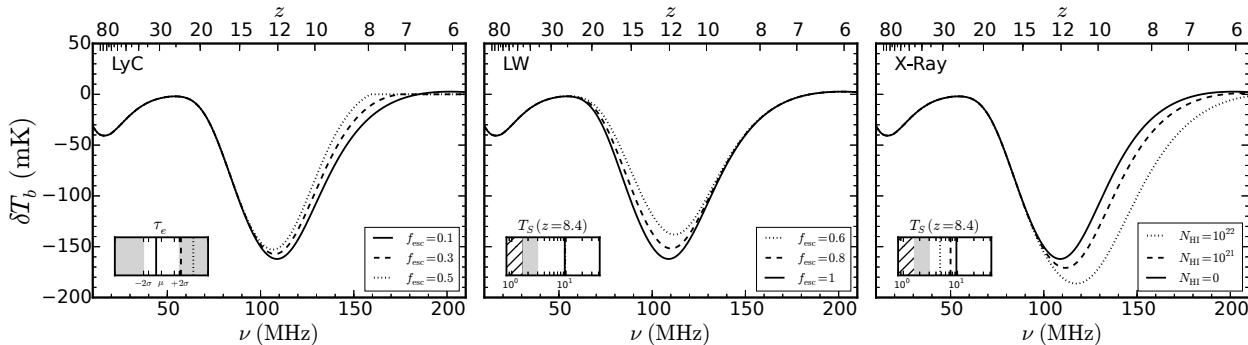 z z z
80 30 20 15 12 10 8 7 6 80 30 20 15 12 10 8 7 6 80 30 20 15 12 10 8 7 6
LyC LW X-Ray
50
0
−50
−100
−150
−200
δT_b (mK)
τ_e T_S(z=8.4) T_S(z=8.4)
−2σ μ +2σ 10^0 10^1 10^0 10^1
f_esc=0.1 f_esc=0.6 N_HI=10^22
f_esc=0.3 f_esc=0.8 N_HI=10^21
f_esc=0.5 f_esc=1 N_HI=0
50 100 150 200 50 100 150 200 50 100 150 200
ν (MHz) ν (MHz) ν (MHz)